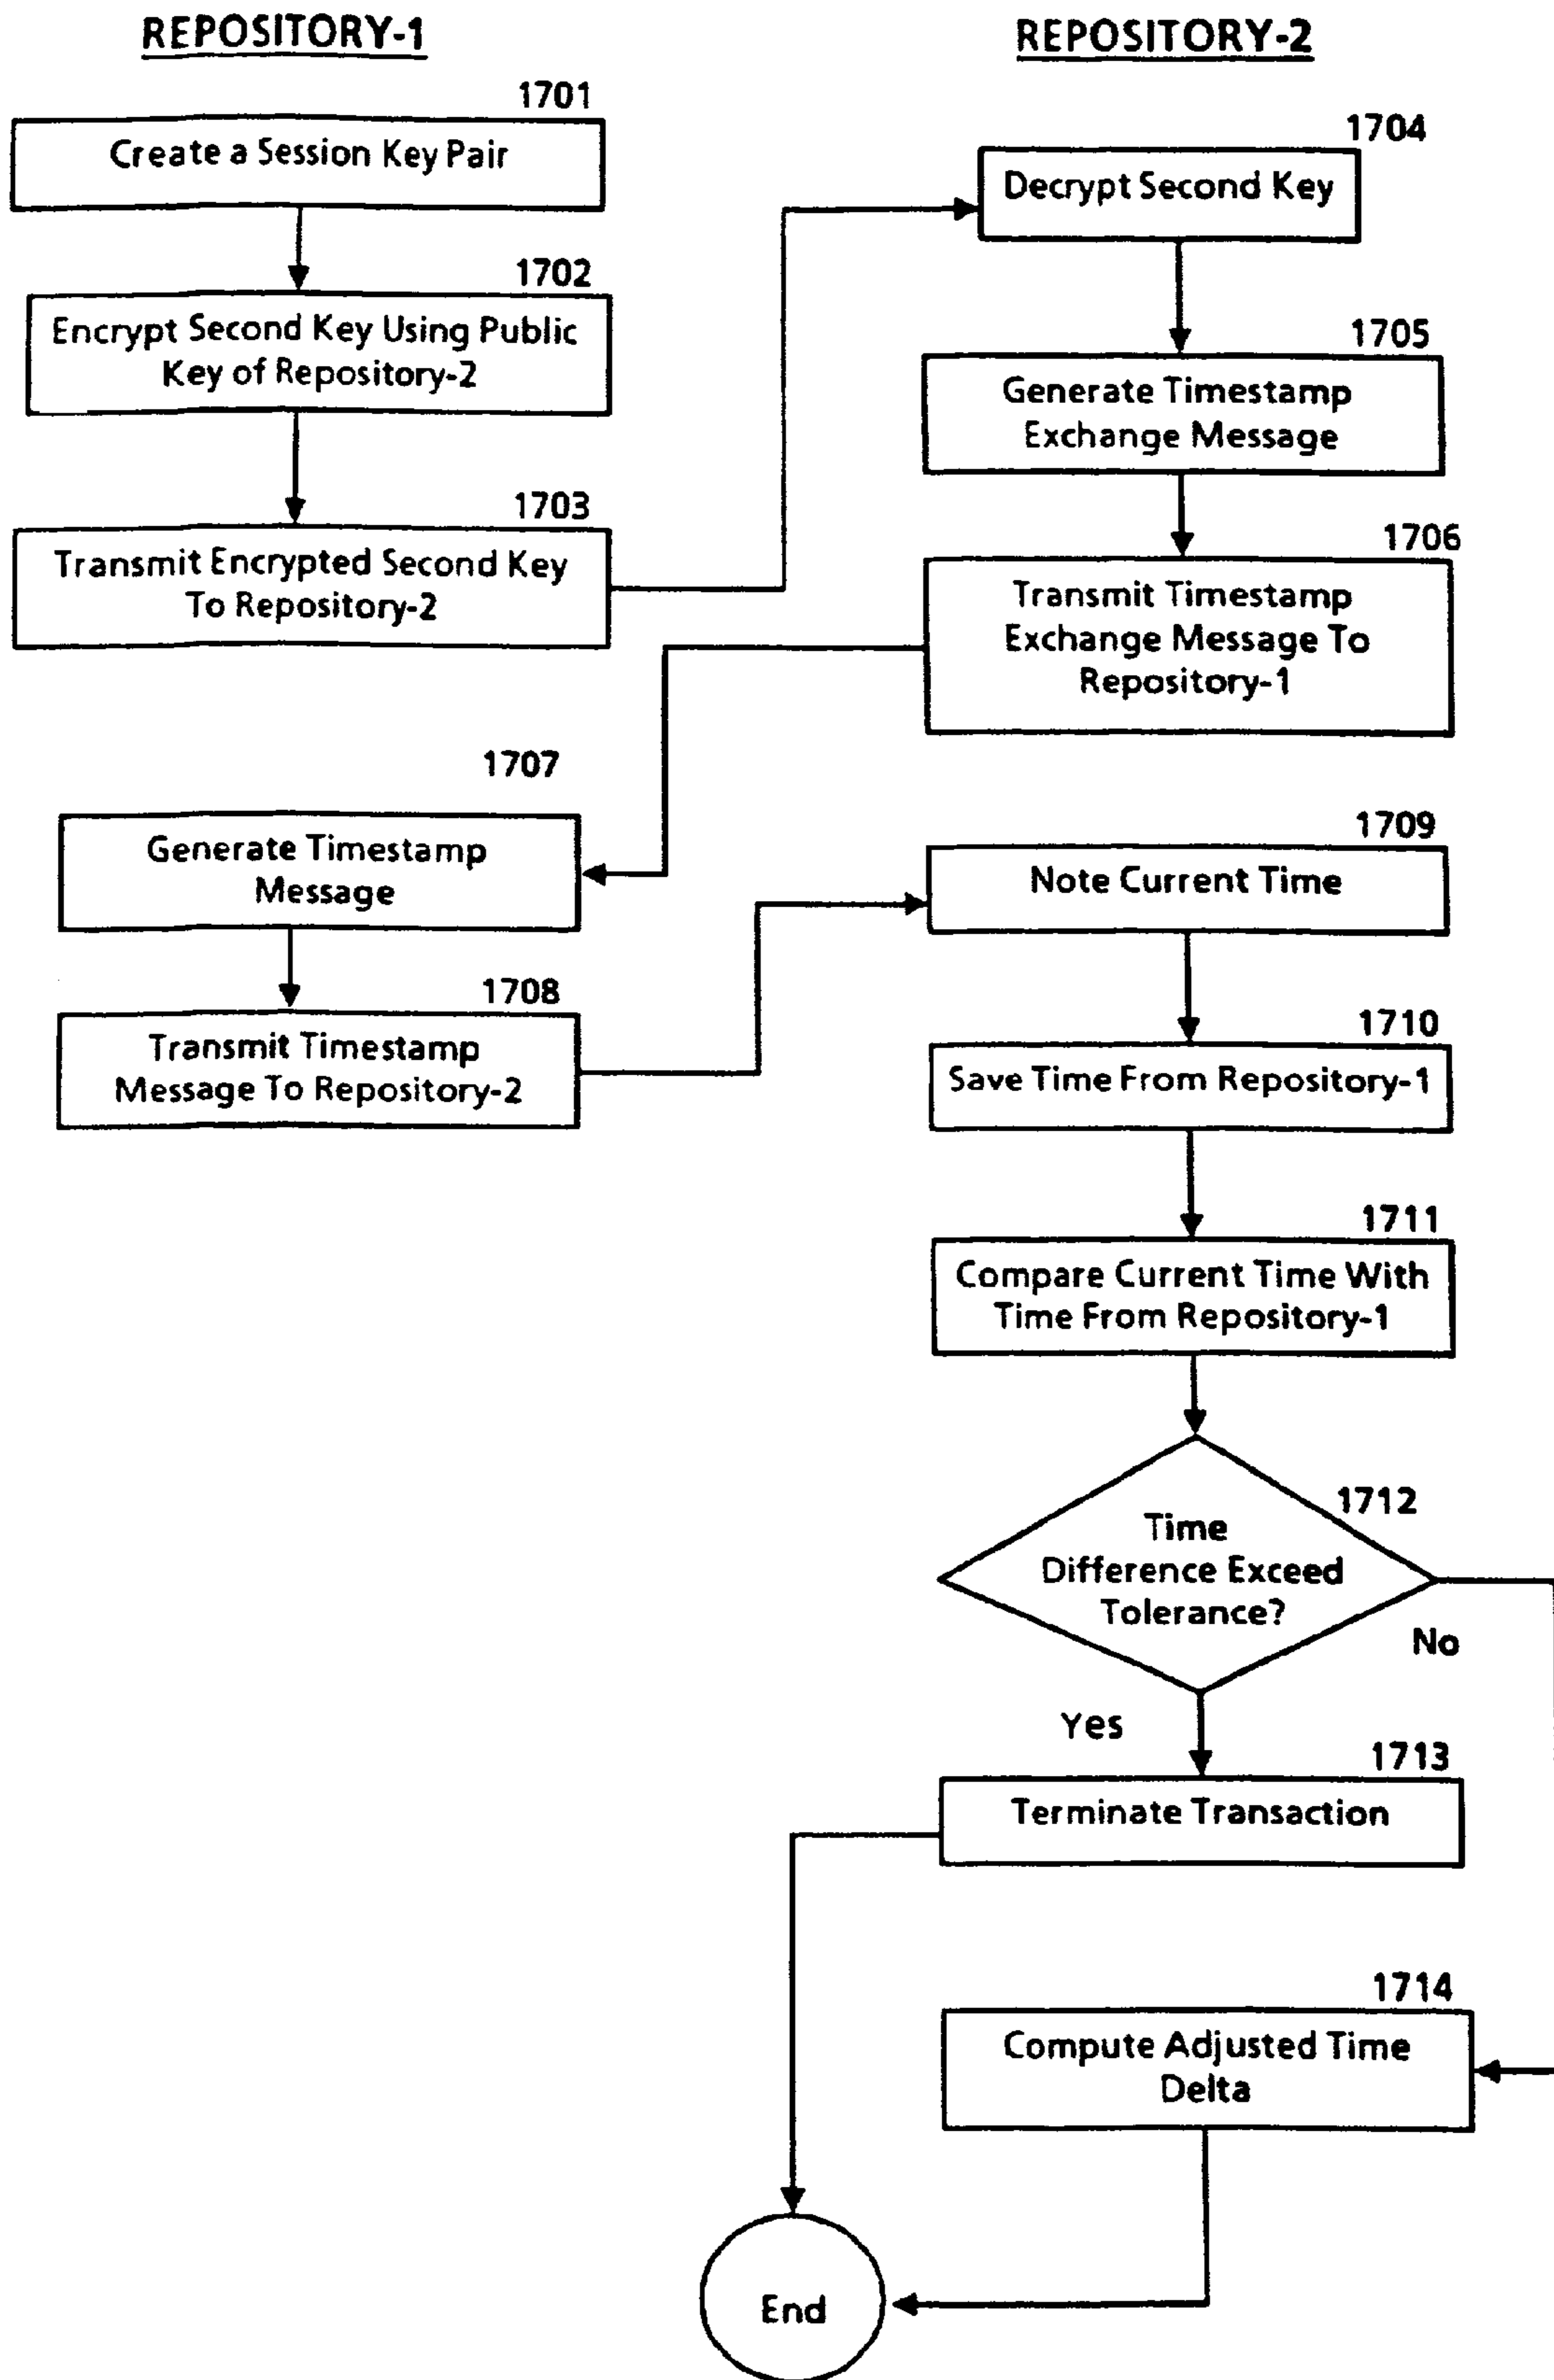 REPOSITORY-1
REPOSITORY-2
1701
Create a Session Key Pair
1702
Encrypt Second Key Using Public
Key of Repository-2
1703
Transmit Encrypted Second Key
To Repository-2
1704
Decrypt Second Key
1705
Generate Timestamp
Exchange Message
1706
Transmit Timestamp
Exchange Message To
Repository-1
1707
Generate Timestamp
Message
1708
Transmit Timestamp
Message To Repository-2
1709
Note Current Time
1710
Save Time From Repository-1
1711
Compare Current Time With
Time From Repository-1
1712
Time
Difference Exceed
Tolerance?
No
Yes
1713
Terminate Transaction
1714
Compute Adjusted Time
Delta
End